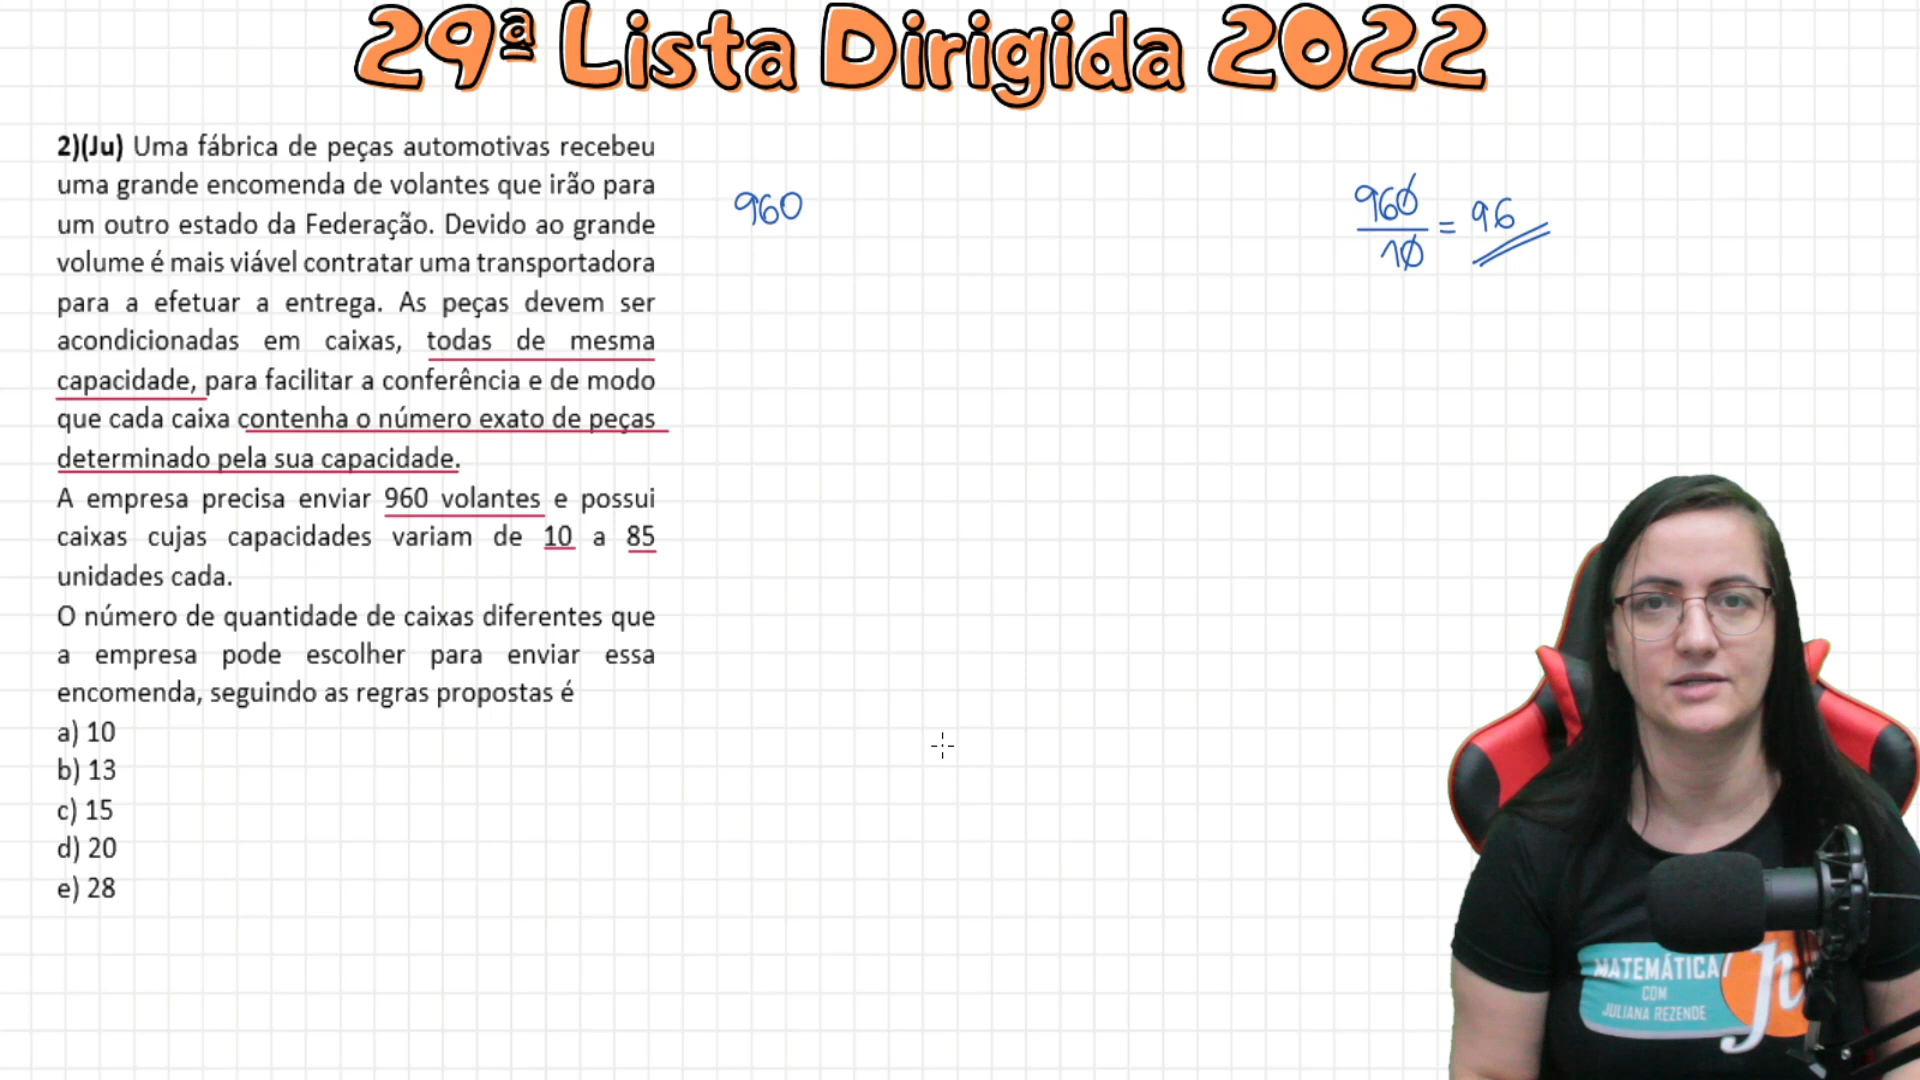 29ª Lista Dirigida 2022
2)(Ju) Uma fábrica de peças automotivas recebeu
uma grande encomenda de volantes que irão para
um outro estado da Federação. Devido ao grande
volume é mais viável contratar uma transportadora
para a efetuar a entrega. As peças devem ser
acondicionadas em caixas, todas de mesma
capacidade, para facilitar a conferência e de modo
que cada caixa contenha o número exato de peças
determinado pela sua capacidade.
A empresa precisa enviar 960 volantes e possui
caixas cujas capacidades variam de 10 a 85
unidades cada.
O número de quantidade de caixas diferentes que
a empresa pode escolher para enviar essa
encomenda, seguindo as regras propostas é
a) 10
b) 13
c) 15
d) 20
e) 28
960
960
10
= 96
MATEMÁTICA
COM
JULIANA REZENDE